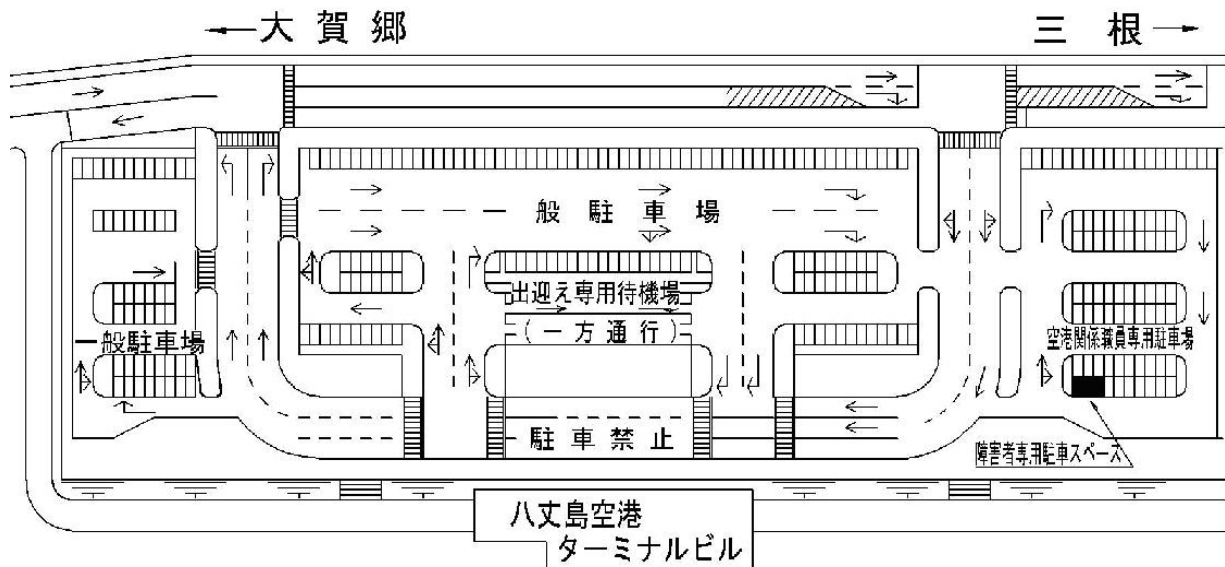 大賀郷
三根
一般駐車場
出迎え専用待機場
(一方通行)
一般駐車場
空港関係職員専用駐車場
駐車禁止
障害者専用駐車スペース
八丈島空港
ターミナルビル